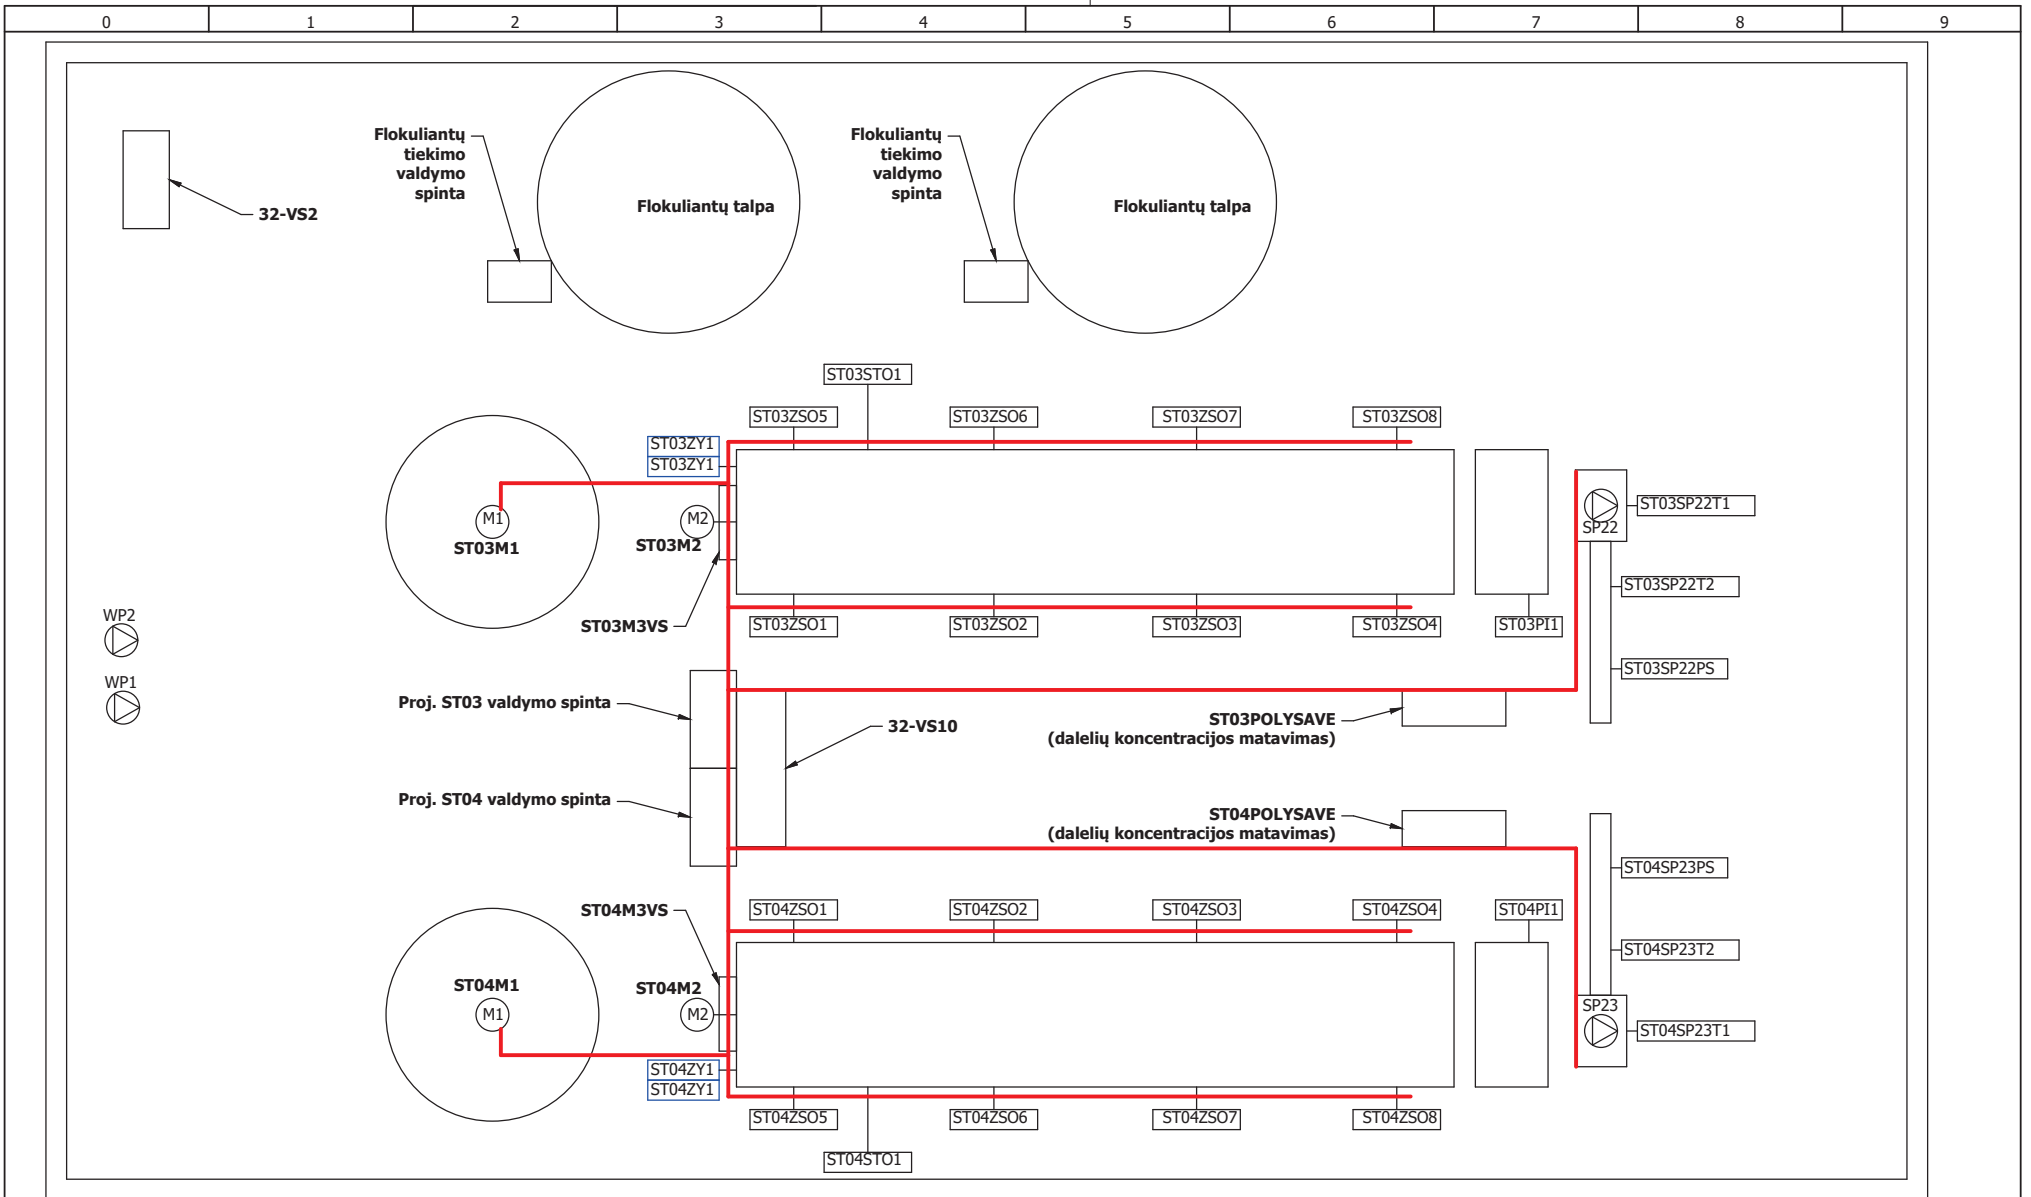 0 1 2 3 4 5 6 7 8 9
Flokuliantų
tiekimo
valdymo
spinta
Flokuliantų talpa
Flokuliantų
tiekimo
valdymo
spinta
Flokuliantų talpa
32-VS2
ST03STO1
ST03ZSO5
ST03ZSO6
ST03ZSO7
ST03ZSO8
ST03ZY1
ST03ZY1
M1
ST03M1
M2
ST03M2
SP22
ST03SP22T1
ST03SP22T2
ST03M3VS
ST03ZSO1
ST03ZSO2
ST03ZSO3
ST03ZSO4
ST03PI1
WP2
WP1
ST03SP22PS
Proj. ST03 valdymo spinta
32-VS10
ST03POLYSAVE
(dalelių koncentracijos matavimas)
Proj. ST04 valdymo spinta
ST04POLYSAVE
(dalelių koncentracijos matavimas)
ST04SP23PS
ST04M3VS
ST04ZSO1
ST04ZSO2
ST04ZSO3
ST04ZSO4
ST04PI1
ST04SP23T2
ST04M1
M1
ST04M2
M2
SP23
ST04SP23T1
ST04ZY1
ST04ZY1
ST04ZSO5
ST04ZSO6
ST04ZSO7
ST04ZSO8
ST04STO1